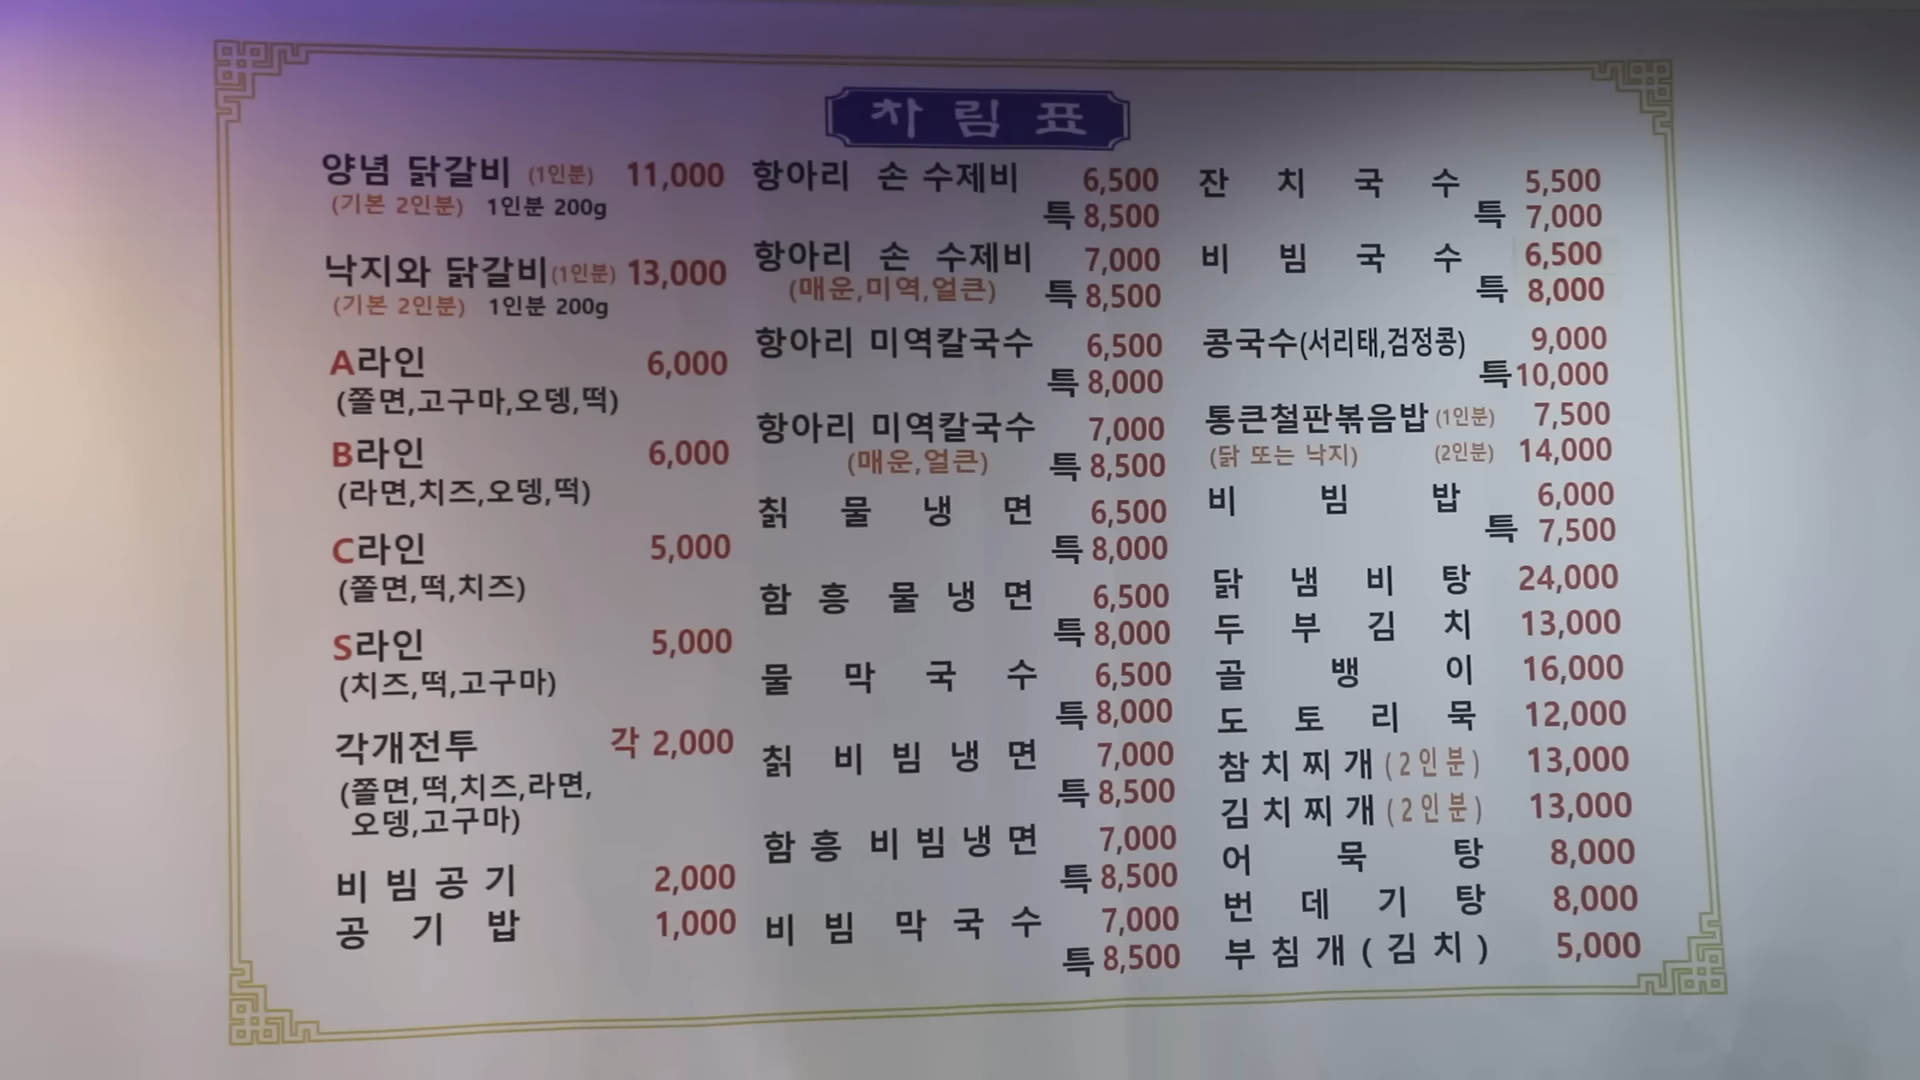 차림표
양념 닭갈비 (1인분) 11,000
(기본 2인분) 1인분 200g
낙지와 닭갈비(1인분) 13,000
(기본 2인분) 1인분 200g
A라인 6,000
(쫄면,고구마,오뎅,떡)
B라인 6,000
(라면,치즈,오뎅,떡)
C라인 5,000
(쫄면,떡,치즈)
S라인 5,000
(치즈,떡,고구마)
각개전투 각 2,000
(쫄면,떡,치즈,라면,
오뎅,고구마)
비빔공기 2,000
공기밥 1,000
항아리 손 수제비 6,500
특 8,500
항아리 손 수제비 7,000
(매운,미역,얼큰) 특 8,500
항아리 미역칼국수 6,500
특 8,000
항아리 미역칼국수 7,000
(매운,얼큰) 특 8,500
칡물냉면 6,500
특 8,000
함흥물냉면 6,500
특 8,000
물막국수 6,500
특 8,000
칡비빔냉면 7,000
특 8,500
함흥비빔냉면 7,000
특 8,500
비빔막국수 7,000
특 8,500
잔치국수 5,500
특 7,000
비빔국수 6,500
특 8,000
콩국수(서리태,검정콩) 9,000
특 10,000
통큰철판볶음밥 (1인분) 7,500
(닭 또는 낙지) (2인분) 14,000
비빔밥 6,000
특 7,500
닭냄비탕 24,000
두부김치 13,000
골뱅이 16,000
도토리묵 12,000
참치찌개 (2인분) 13,000
김치찌개 (2인분) 13,000
어묵탕 8,000
번데기탕 8,000
부침개(김치) 5,000